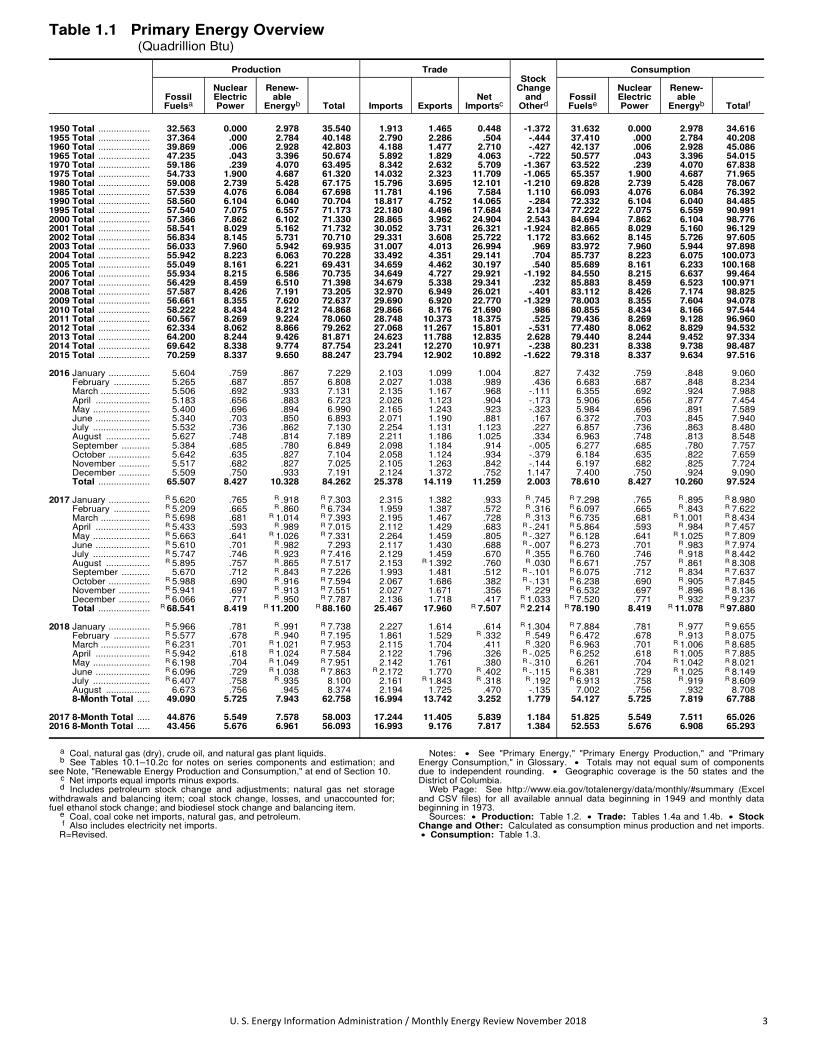 Table 1.1 Primary Energy Overview
(Quadrillion Btu)
Production Trade Stock Change and Otherd Consumption
Fossil Fuelsa Nuclear Electric Power Renew-able Energyb Total Imports Exports Net Importsc Fossil Fuelse Nuclear Electric Power Renew-able Energyb Totalf
1950 Total .................... 32.563 0.000 2.978 35.540 1.913 1.465 0.448 -1.372 31.632 0.000 2.978 34.616
1955 Total .................... 37.364 .000 2.784 40.148 2.790 2.286 .504 -.444 37.410 .000 2.784 40.208
1960 Total .................... 39.869 .006 2.928 42.803 4.188 1.477 2.710 -.427 42.137 .006 2.928 45.086
1965 Total .................... 47.235 .043 3.396 50.674 5.892 1.829 4.063 -.722 50.577 .043 3.396 54.015
1970 Total .................... 59.186 .239 4.070 63.495 8.342 2.632 5.709 -1.367 63.522 .239 4.070 67.838
1975 Total .................... 54.733 1.900 4.687 61.320 14.032 2.323 11.709 -1.065 65.357 1.900 4.687 71.965
1980 Total .................... 59.008 2.739 5.428 67.175 15.796 3.695 12.101 -1.210 69.828 2.739 5.428 78.067
1985 Total .................... 57.539 4.076 6.084 67.698 11.781 4.196 7.584 1.110 66.093 4.076 6.084 76.392
1990 Total .................... 58.560 6.104 6.040 70.704 18.817 4.752 14.065 -.284 72.332 6.104 6.040 84.485
1995 Total .................... 57.540 7.075 6.557 71.173 22.180 4.496 17.684 2.134 77.222 7.075 6.559 90.991
2000 Total .................... 57.366 7.862 6.102 71.330 28.865 3.962 24.904 2.543 84.694 7.862 6.104 98.776
2001 Total .................... 58.541 8.029 5.162 71.732 30.052 3.731 26.321 -1.924 82.865 8.029 5.160 96.129
2002 Total .................... 56.834 8.145 5.731 70.710 29.331 3.608 25.722 1.172 83.662 8.145 5.726 97.605
2003 Total .................... 56.033 7.960 5.942 69.935 31.007 4.013 26.994 .969 83.972 7.960 5.944 97.898
2004 Total .................... 55.942 8.223 6.063 70.228 33.492 4.351 29.141 .704 85.737 8.223 6.075 100.073
2005 Total .................... 55.049 8.161 6.221 69.431 34.659 4.462 30.197 .540 85.689 8.161 6.233 100.168
2006 Total .................... 55.934 8.215 6.586 70.735 34.649 4.727 29.921 -1.192 84.550 8.215 6.637 99.464
2007 Total .................... 56.429 8.459 6.510 71.398 34.679 5.338 29.341 .232 85.883 8.459 6.523 100.971
2008 Total .................... 57.587 8.426 7.191 73.205 32.970 6.949 26.021 -.401 83.112 8.426 7.174 98.825
2009 Total .................... 56.661 8.355 7.620 72.637 29.690 6.920 22.770 -1.329 78.003 8.355 7.604 94.078
2010 Total .................... 58.222 8.434 8.212 74.868 29.866 8.176 21.690 .986 80.855 8.434 8.166 97.544
2011 Total .................... 60.567 8.269 9.224 78.060 28.748 10.373 18.375 .525 79.436 8.269 9.128 96.960
2012 Total .................... 62.334 8.062 8.866 79.262 27.068 11.267 15.801 -.531 77.480 8.062 8.829 94.532
2013 Total .................... 64.200 8.244 9.426 81.871 24.623 11.788 12.835 2.628 79.440 8.244 9.452 97.334
2014 Total .................... 69.642 8.338 9.774 87.754 23.241 12.270 10.971 -.238 80.231 8.338 9.738 98.487
2015 Total .................... 70.259 8.337 9.650 88.247 23.794 12.902 10.892 -1.622 79.318 8.337 9.634 97.516
2016 January .............. 5.604 .759 .867 7.229 2.103 1.099 1.004 .827 7.432 .759 .848 9.060
February ............. 5.265 .687 .857 6.808 2.027 1.038 .989 .436 6.683 .687 .848 8.234
March .................. 5.506 .692 .933 7.131 2.135 1.167 .968 -.111 6.355 .692 .924 7.988
April .................... 5.183 .656 .883 6.723 2.026 1.123 .904 -.173 5.906 .656 .877 7.454
May ..................... 5.400 .696 .894 6.990 2.165 1.243 .923 -.323 5.984 .696 .891 7.589
June .................... 5.340 .703 .850 6.893 2.071 1.190 .881 .167 6.372 .703 .845 7.940
July ..................... 5.532 .736 .862 7.130 2.254 1.131 1.123 .227 6.857 .736 .863 8.480
August ................. 5.627 .748 .814 7.189 2.211 1.186 1.025 .334 6.963 .748 .813 8.548
September .......... 5.384 .685 .780 6.849 2.098 1.184 .914 -.005 6.277 .685 .780 7.757
October ............... 5.642 .635 .827 7.104 2.058 1.124 .934 -.379 6.184 .635 .822 7.659
November ........... 5.517 .682 .827 7.025 2.105 1.263 .842 -.144 6.197 .682 .825 7.724
December ........... 5.509 .750 .933 7.191 2.124 1.372 .752 1.147 7.400 .750 .924 9.090
Total ................... 65.507 8.427 10.328 84.262 25.378 14.119 11.259 2.003 78.610 8.427 10.260 97.524
2017 January .............. R 5.620 .765 R .918 R 7.303 2.315 1.382 .933 R .745 R 7.298 .765 R .895 R 8.980
February ............. R 5.209 .665 R .860 R 6.734 1.959 1.387 .572 R .316 R 6.097 .665 R .843 R 7.622
March .................. R 5.698 .681 R 1.014 R 7.393 2.195 1.467 .728 R .313 R 6.735 .681 R 1.001 R 8.434
April .................... R 5.433 .593 R .989 R 7.015 2.112 1.429 .683 R -.241 R 5.864 .593 R .984 R 7.457
May ..................... R 5.663 .641 R 1.026 R 7.331 2.264 1.459 .805 R -.327 R 6.128 .641 R 1.025 R 7.809
June .................... R 5.610 .701 R .982 7.293 2.117 1.430 .688 R -.007 R 6.273 .701 R .983 R 7.974
July ..................... R 5.747 .746 R .923 R 7.416 2.129 1.459 .670 R .355 R 6.760 .746 R .918 R 8.442
August ................. R 5.895 .757 R .865 R 7.517 2.153 R 1.392 .760 R .030 R 6.671 .757 R .861 R 8.308
September .......... 5.670 .712 R .843 R 7.226 1.993 1.481 .512 R -.101 R 6.075 .712 R .834 R 7.637
October ............... R 5.988 .690 R .916 R 7.594 2.067 1.686 .382 R -.131 R 6.238 .690 R .905 R 7.845
November ........... R 5.941 .697 R .913 R 7.551 2.027 1.671 .356 R .229 R 6.532 .697 R .896 R 8.136
December ........... R 6.066 .771 R .950 R 7.787 2.136 1.718 .417 R 1.033 R 7.520 .771 R .932 R 9.237
Total ................... R 68.541 8.419 R 11.200 R 88.160 25.467 17.960 R 7.507 R 2.214 R 78.190 8.419 R 11.078 R 97.880
2018 January .............. R 5.966 .781 R .991 R 7.738 2.227 1.614 .614 R 1.304 R 7.884 .781 R .977 R 9.655
February ............. R 5.577 .678 R .940 R 7.195 1.861 1.529 R .332 R .549 R 6.472 .678 R .913 R 8.075
March .................. R 6.231 .701 R 1.021 R 7.953 2.115 1.704 .411 R .320 R 6.963 .701 R 1.006 R 8.685
April .................... R 5.942 .618 R 1.024 R 7.584 2.122 1.796 .326 R -.025 R 6.252 .618 R 1.005 R 7.885
May ..................... R 6.198 .704 R 1.049 R 7.951 2.142 1.761 .380 R -.310 6.261 .704 R 1.042 R 8.021
June .................... R 6.096 .729 R 1.038 R 7.863 R 2.172 1.770 R .402 R -.115 R 6.381 .729 R 1.025 R 8.149
July ..................... R 6.407 .758 R .935 8.100 2.161 R 1.843 R .318 R .192 R 6.913 .758 R .919 R 8.609
August ................. 6.673 .756 .945 8.374 2.194 1.725 .470 -.135 7.002 .756 .932 8.708
8-Month Total ..... 49.090 5.725 7.943 62.758 16.994 13.742 3.252 1.779 54.127 5.725 7.819 67.788
2017 8-Month Total ..... 44.876 5.549 7.578 58.003 17.244 11.405 5.839 1.184 51.825 5.549 7.511 65.026
2016 8-Month Total ..... 43.456 5.676 6.961 56.093 16.993 9.176 7.817 1.384 52.553 5.676 6.908 65.293
a Coal, natural gas (dry), crude oil, and natural gas plant liquids.
b See Tables 10.1–10.2c for notes on series components and estimation; and
see Note, "Renewable Energy Production and Consumption," at end of Section 10.
c Net imports equal imports minus exports.
d Includes petroleum stock change and adjustments; natural gas net storage
withdrawals and balancing item; coal stock change, losses, and unaccounted for;
fuel ethanol stock change; and biodiesel stock change and balancing item.
e Coal, coal coke net imports, natural gas, and petroleum.
f Also includes electricity net imports.
R=Revised.
Notes: • See "Primary Energy," "Primary Energy Production," and "Primary
Energy Consumption," in Glossary. • Totals may not equal sum of components
due to independent rounding. • Geographic coverage is the 50 states and the
District of Columbia.
Web Page: See http://www.eia.gov/totalenergy/data/monthly/#summary (Excel
and CSV files) for all available annual data beginning in 1949 and monthly data
beginning in 1973.
Sources: • Production: Table 1.2. • Trade: Tables 1.4a and 1.4b. • Stock
Change and Other: Calculated as consumption minus production and net imports.
• Consumption: Table 1.3.
U. S. Energy Information Administration / Monthly Energy Review November 2018 3